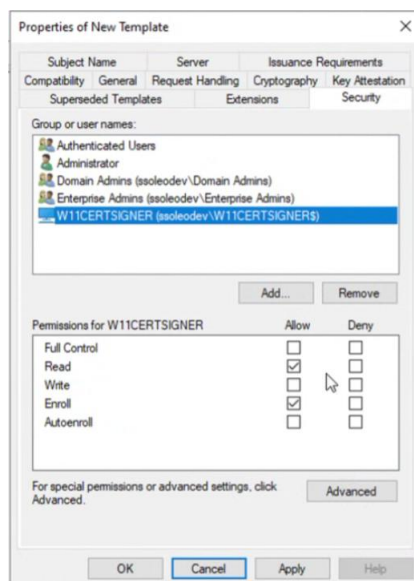 Properties of New Template
Subject Name Server Issuance Requirements
Compatibility General Request Handling Cryptography Key Attestation
Superseded Templates Extensions Security
Group or user names:
Authenticated Users
Administrator
Domain Admins (ssoleodev\Domain Admins)
Enterprise Admins (ssoleodev\Enterprise Admins)
W11CERTSIGNER (ssoleodev\W11CERTSIGNER$)
Add... Remove
Permissions for W11CERTSIGNER Allow Deny
Full Control
Read
Write
Enroll
Autoenroll
For special permissions or advanced settings, click
Advanced.
Advanced
OK Cancel Apply Help